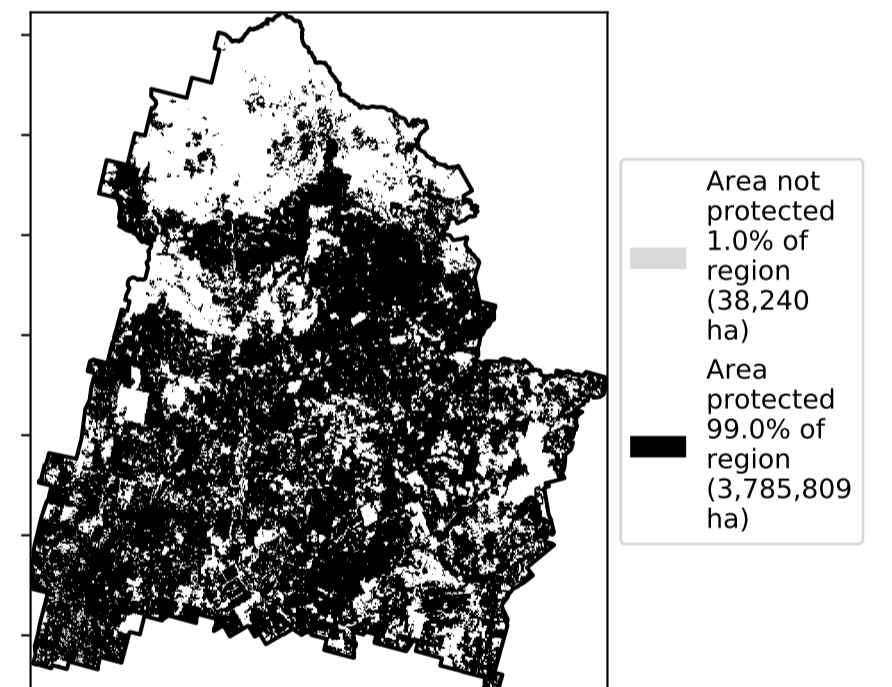 Area not
protected
1.0% of
region
(38,240
ha)
Area
protected
99.0% of
region
(3,785,809
ha)